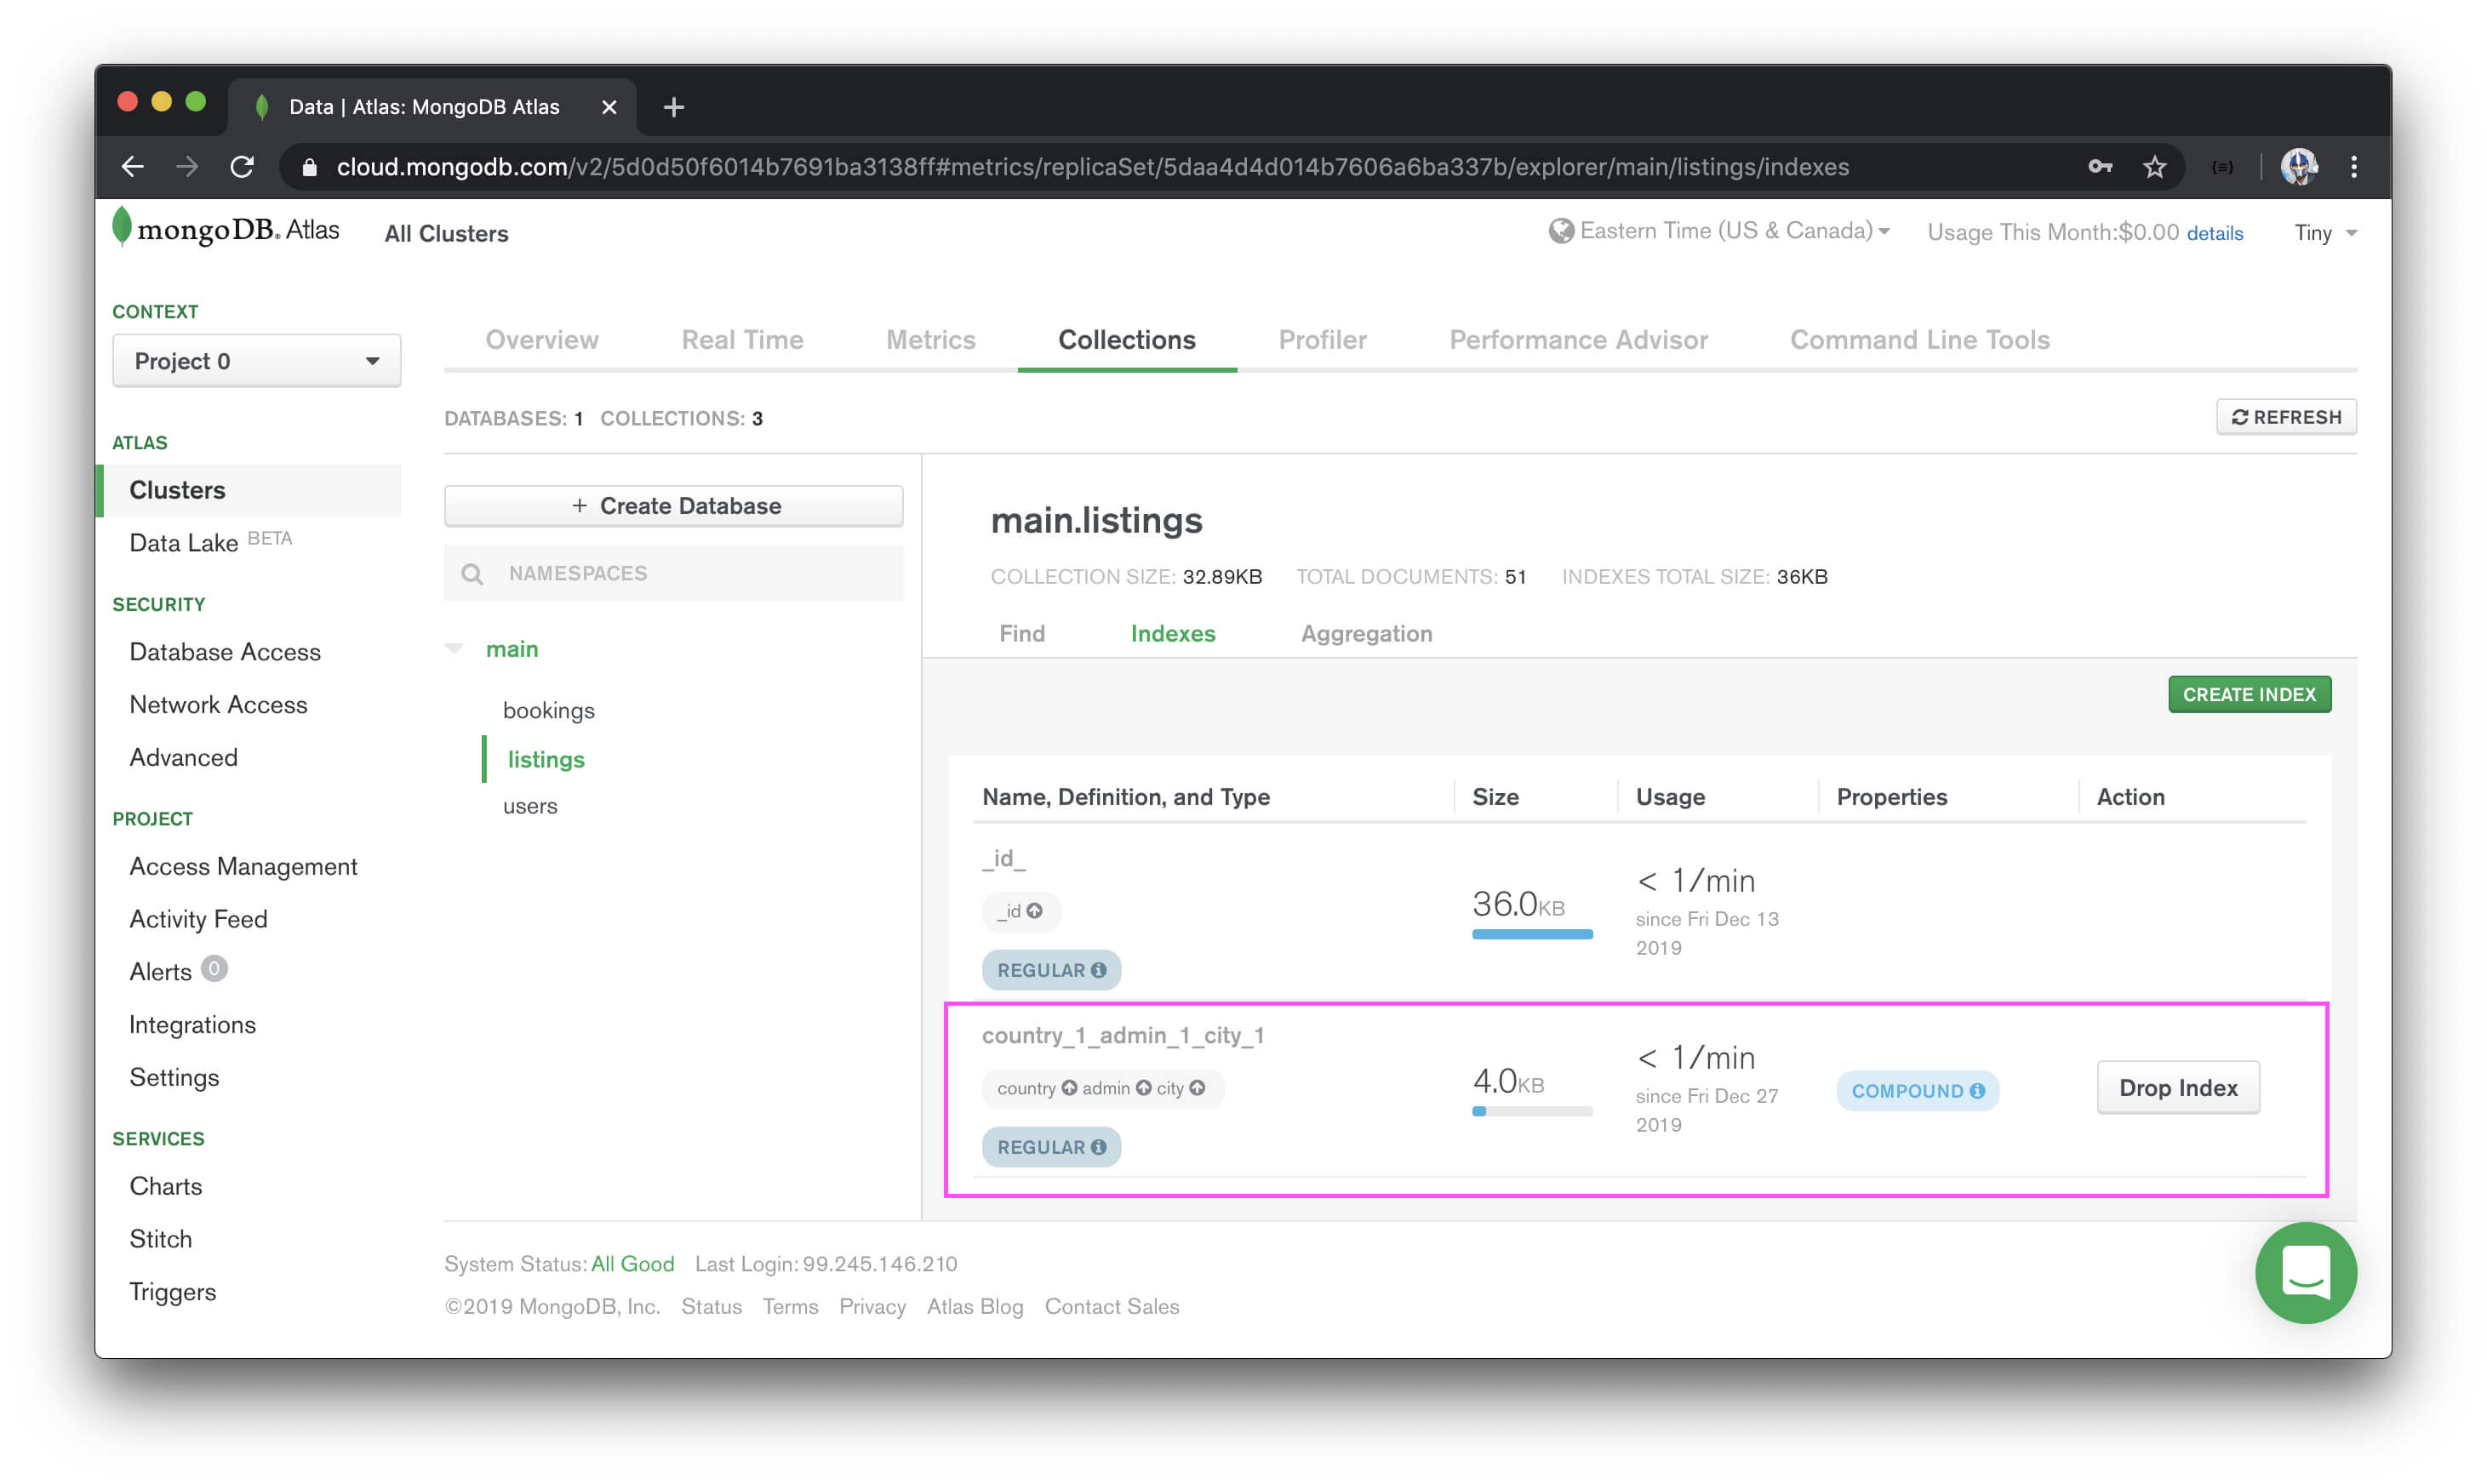 Data | Atlas: MongoDB Atlas
cloud.mongodb.com/v2/5d0d50f6014b7691ba3138ff#metrics/replicaSet/5daa4d4d014b7606a6ba337b/explorer/main/listings/indexes
mongoDB. Atlas
All Clusters
Eastern Time (US & Canada)
Usage This Month:$0.00 details
Tiny
CONTEXT
Project 0
ATLAS
Clusters
Data Lake BETA
SECURITY
Database Access
Network Access
Advanced
PROJECT
Access Management
Activity Feed
Alerts 0
Integrations
Settings
SERVICES
Charts
Stitch
Triggers
Overview
Real Time
Metrics
Collections
Profiler
Performance Advisor
Command Line Tools
DATABASES: 1 COLLECTIONS: 3
REFRESH
+ Create Database
NAMESPACES
main
bookings
listings
users
main.listings
COLLECTION SIZE: 32.89KB TOTAL DOCUMENTS: 51 INDEXES TOTAL SIZE: 36KB
Find
Indexes
Aggregation
CREATE INDEX
Name, Definition, and Type
Size
Usage
Properties
Action
_id_
_id
REGULAR
36.0KB
< 1/min
since Fri Dec 13
2019
country_1_admin_1_city_1
country admin city
REGULAR
4.0KB
< 1/min
since Fri Dec 27
2019
COMPOUND
Drop Index
System Status: All Good Last Login: 99.245.146.210
©2019 MongoDB, Inc. Status Terms Privacy Atlas Blog Contact Sales